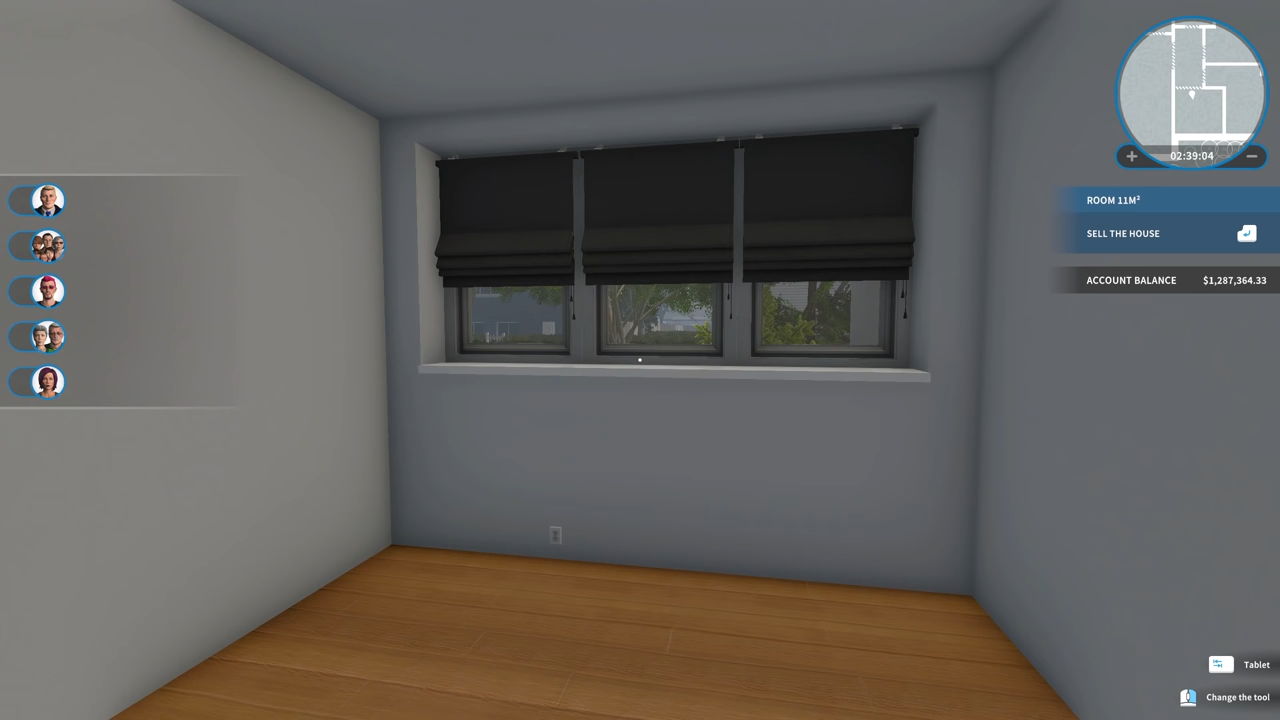 02:39:04
ROOM 11M²
SELL THE HOUSE
ACCOUNT BALANCE $1,287,364.33
Tablet
Change the tool